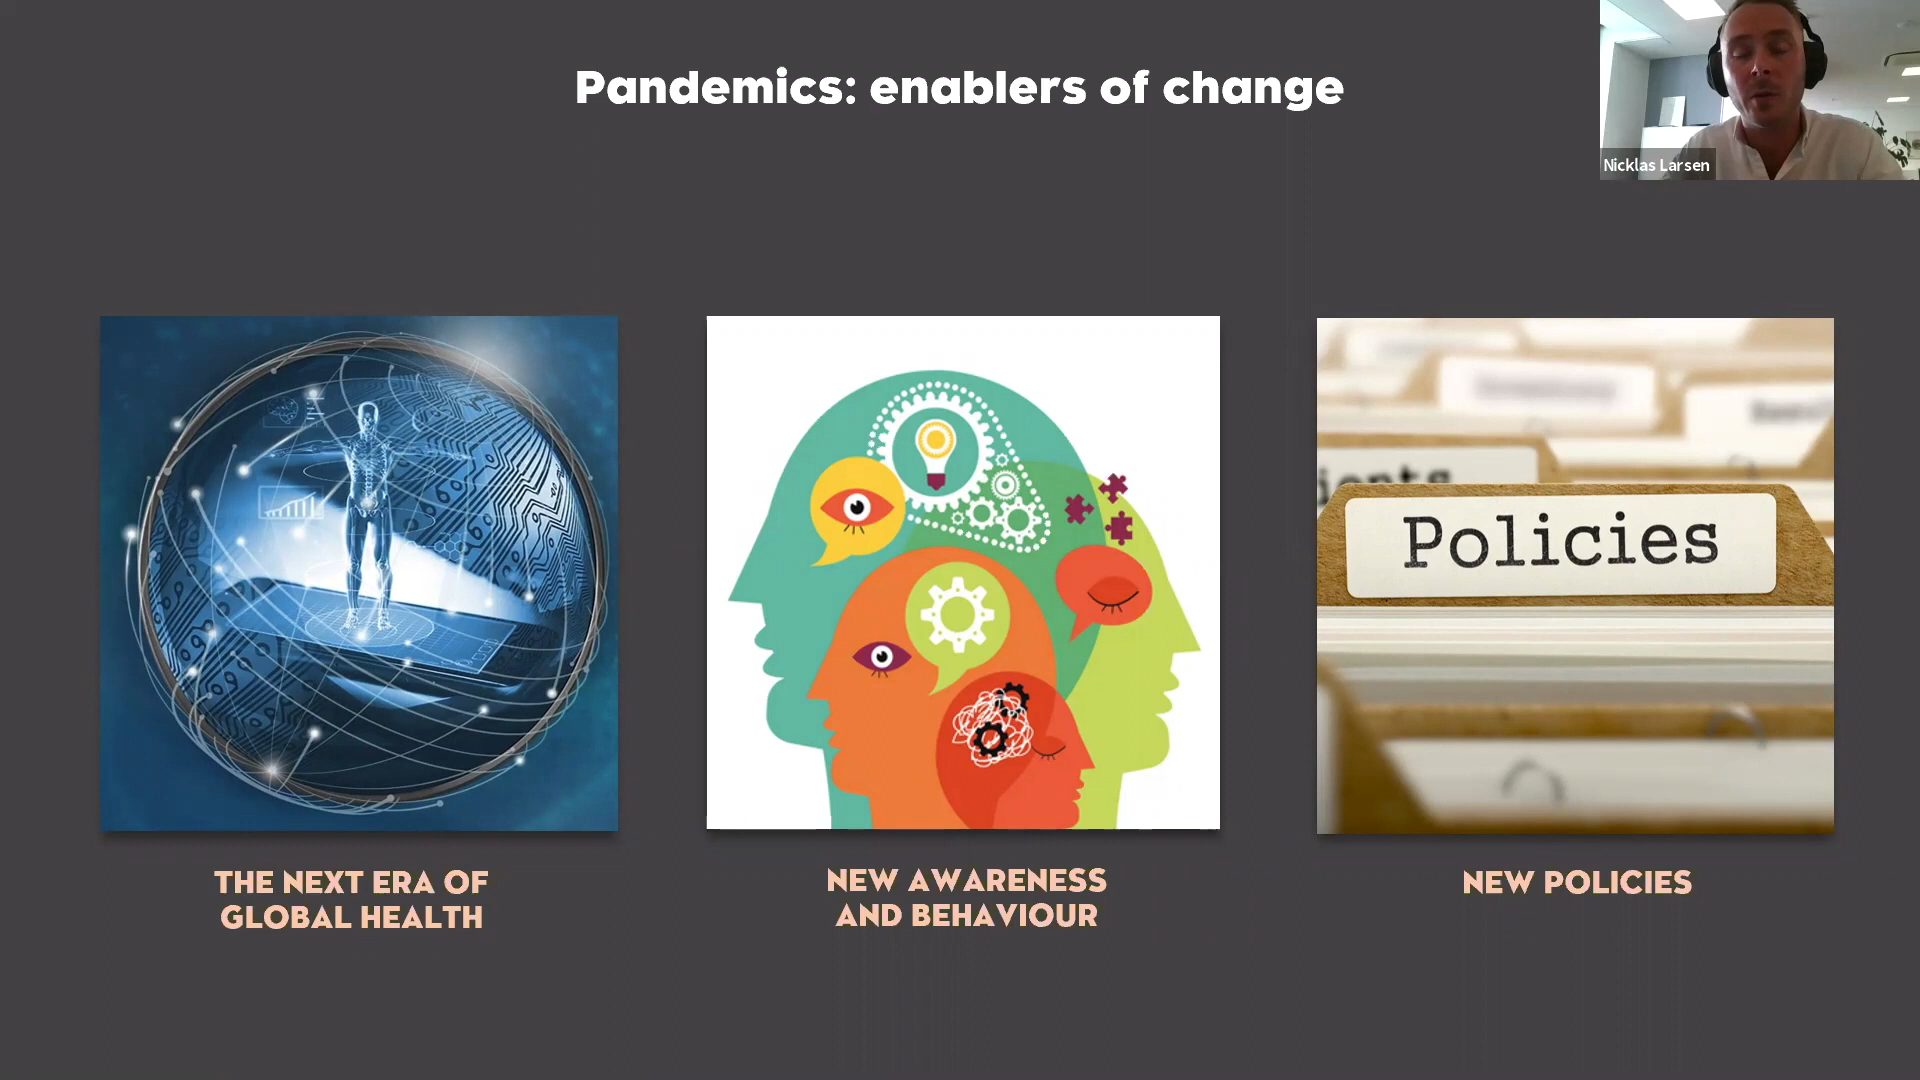 Pandemics: enablers of change
Nicklas Larsen
ients
Policies
THE NEXT ERA OF
GLOBAL HEALTH
NEW AWARENESS
AND BEHAVIOUR
NEW POLICIES